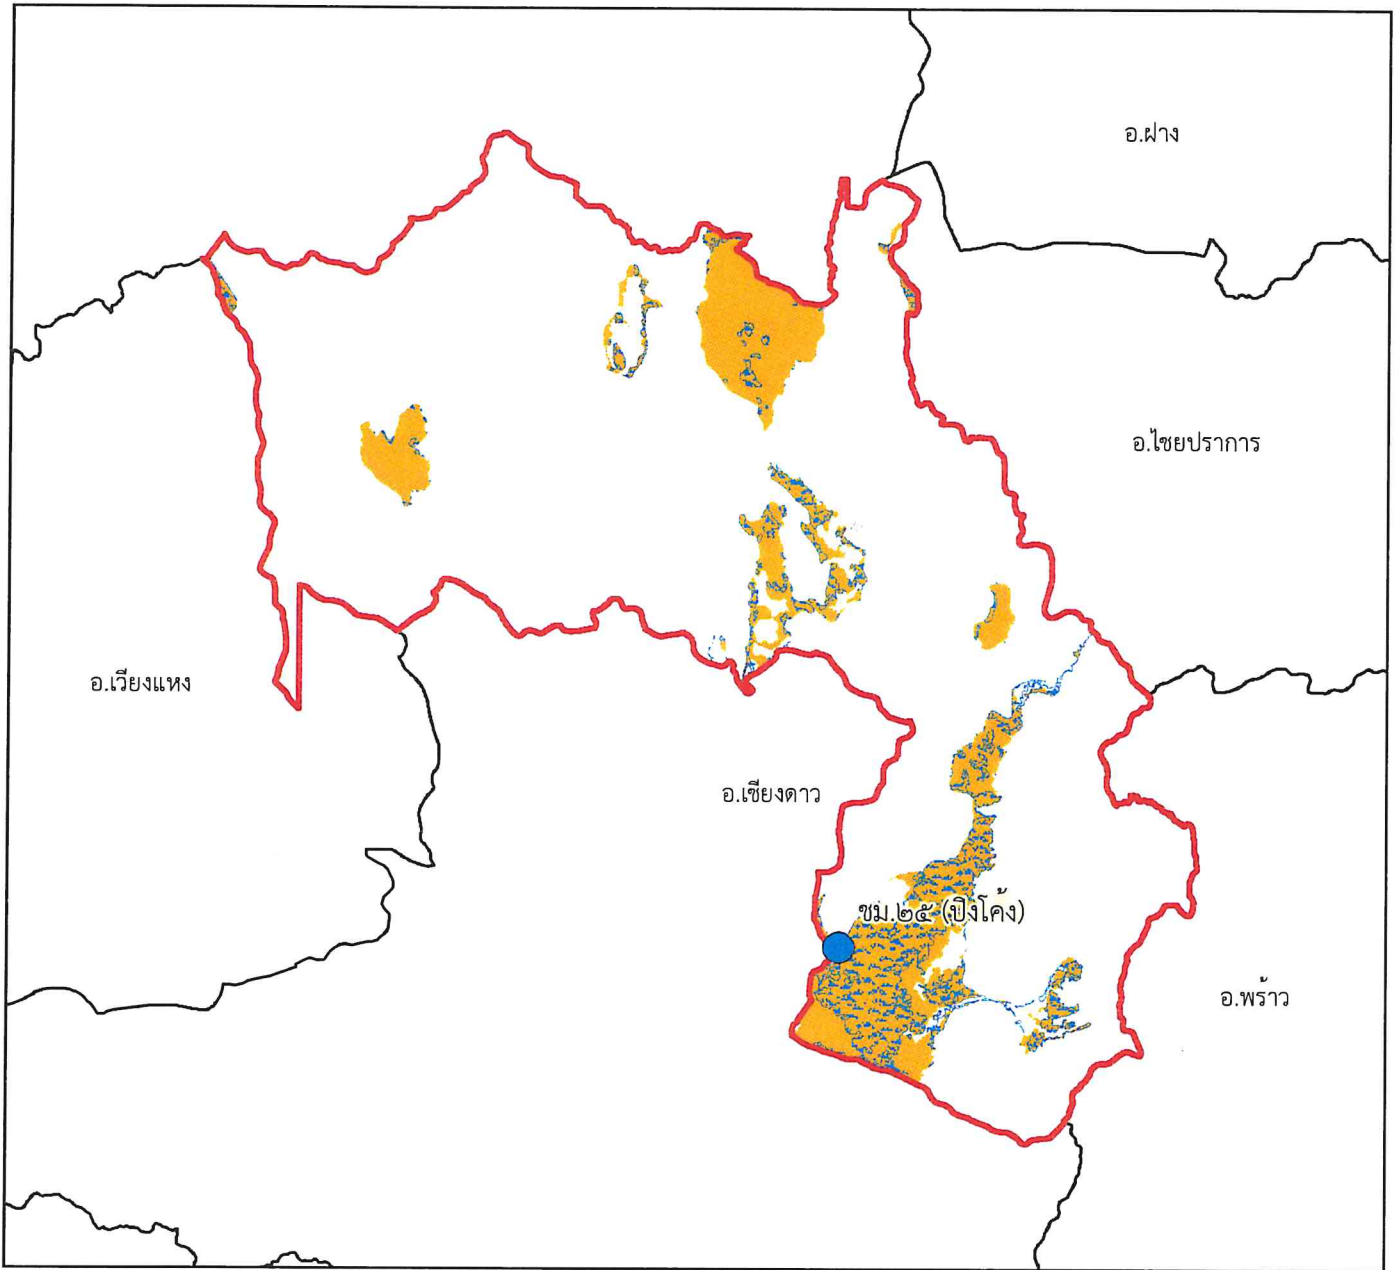 อ.ฝาง
อ.ไชยปราการ
อ.เวียงแหง
อ.เชียงดาว
ชม.๒๕ (ปิงโค้ง)
อ.พร้าว